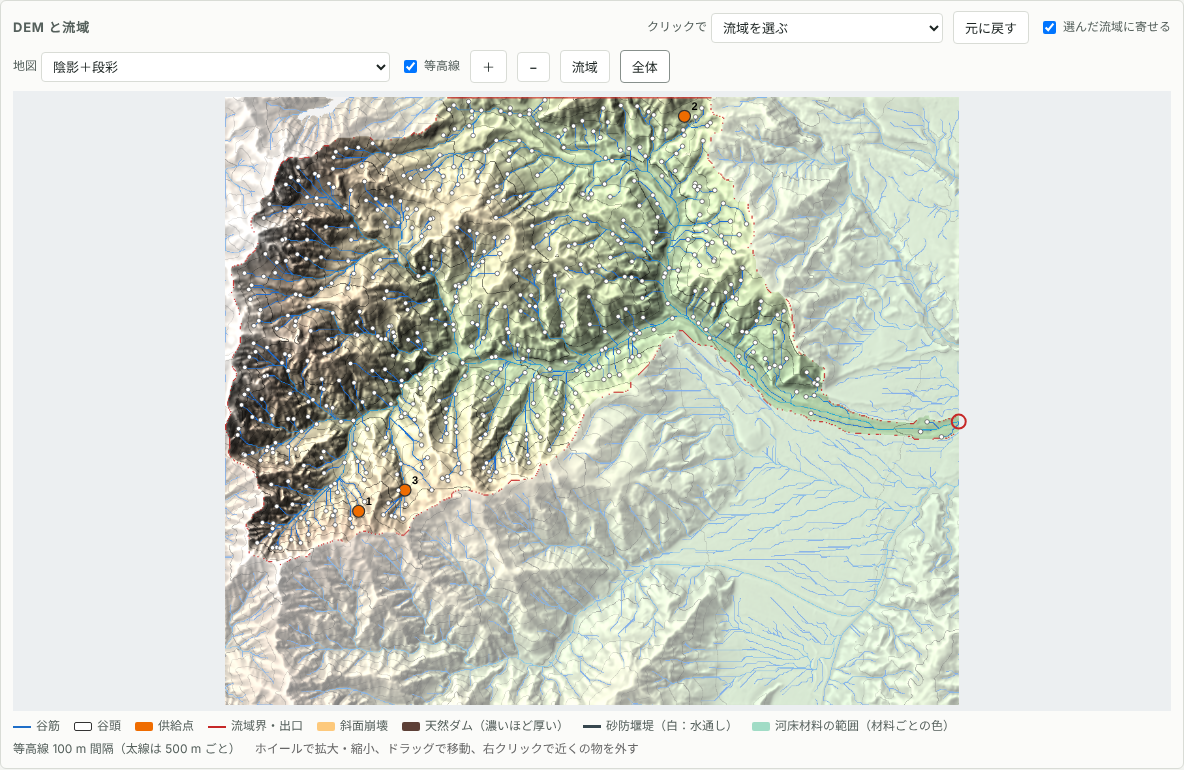 DEM と流域
クリックで 流域を選ぶ 元に戻す 選んだ流域に寄せる
地図 陰影＋段彩 等高線 ＋ − 流域 全体
2
3
1
谷筋 谷頭 供給点 流域界・出口 斜面崩壊 天然ダム（濃いほど厚い） 砂防堰堤（白：水通し） 河床材料の範囲（材料ごとの色）
等高線 100 m 間隔（太線は 500 m ごと） ホイールで拡大・縮小、ドラッグで移動、右クリックで近くの物を外す